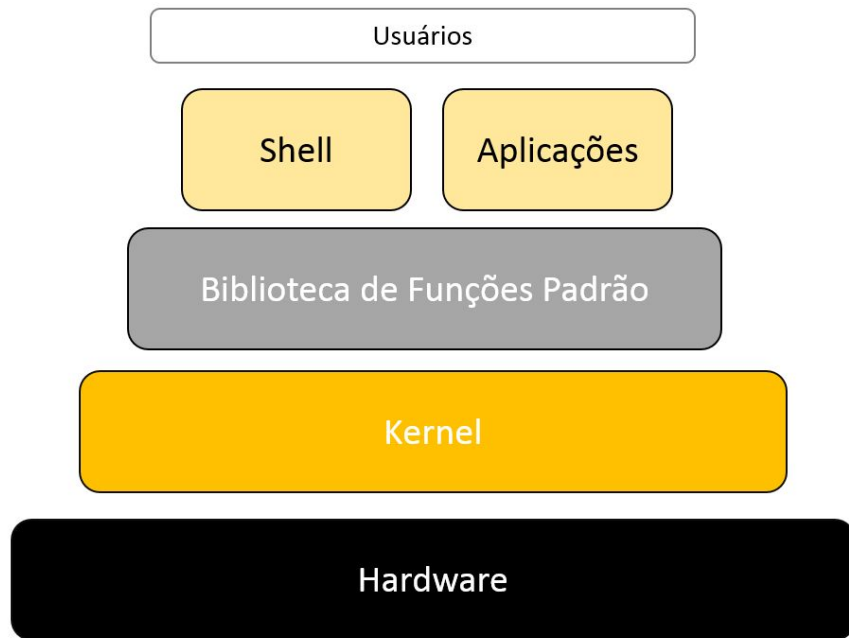 Usuários
Shell
Aplicações
Biblioteca de Funções Padrão
Kernel
Hardware